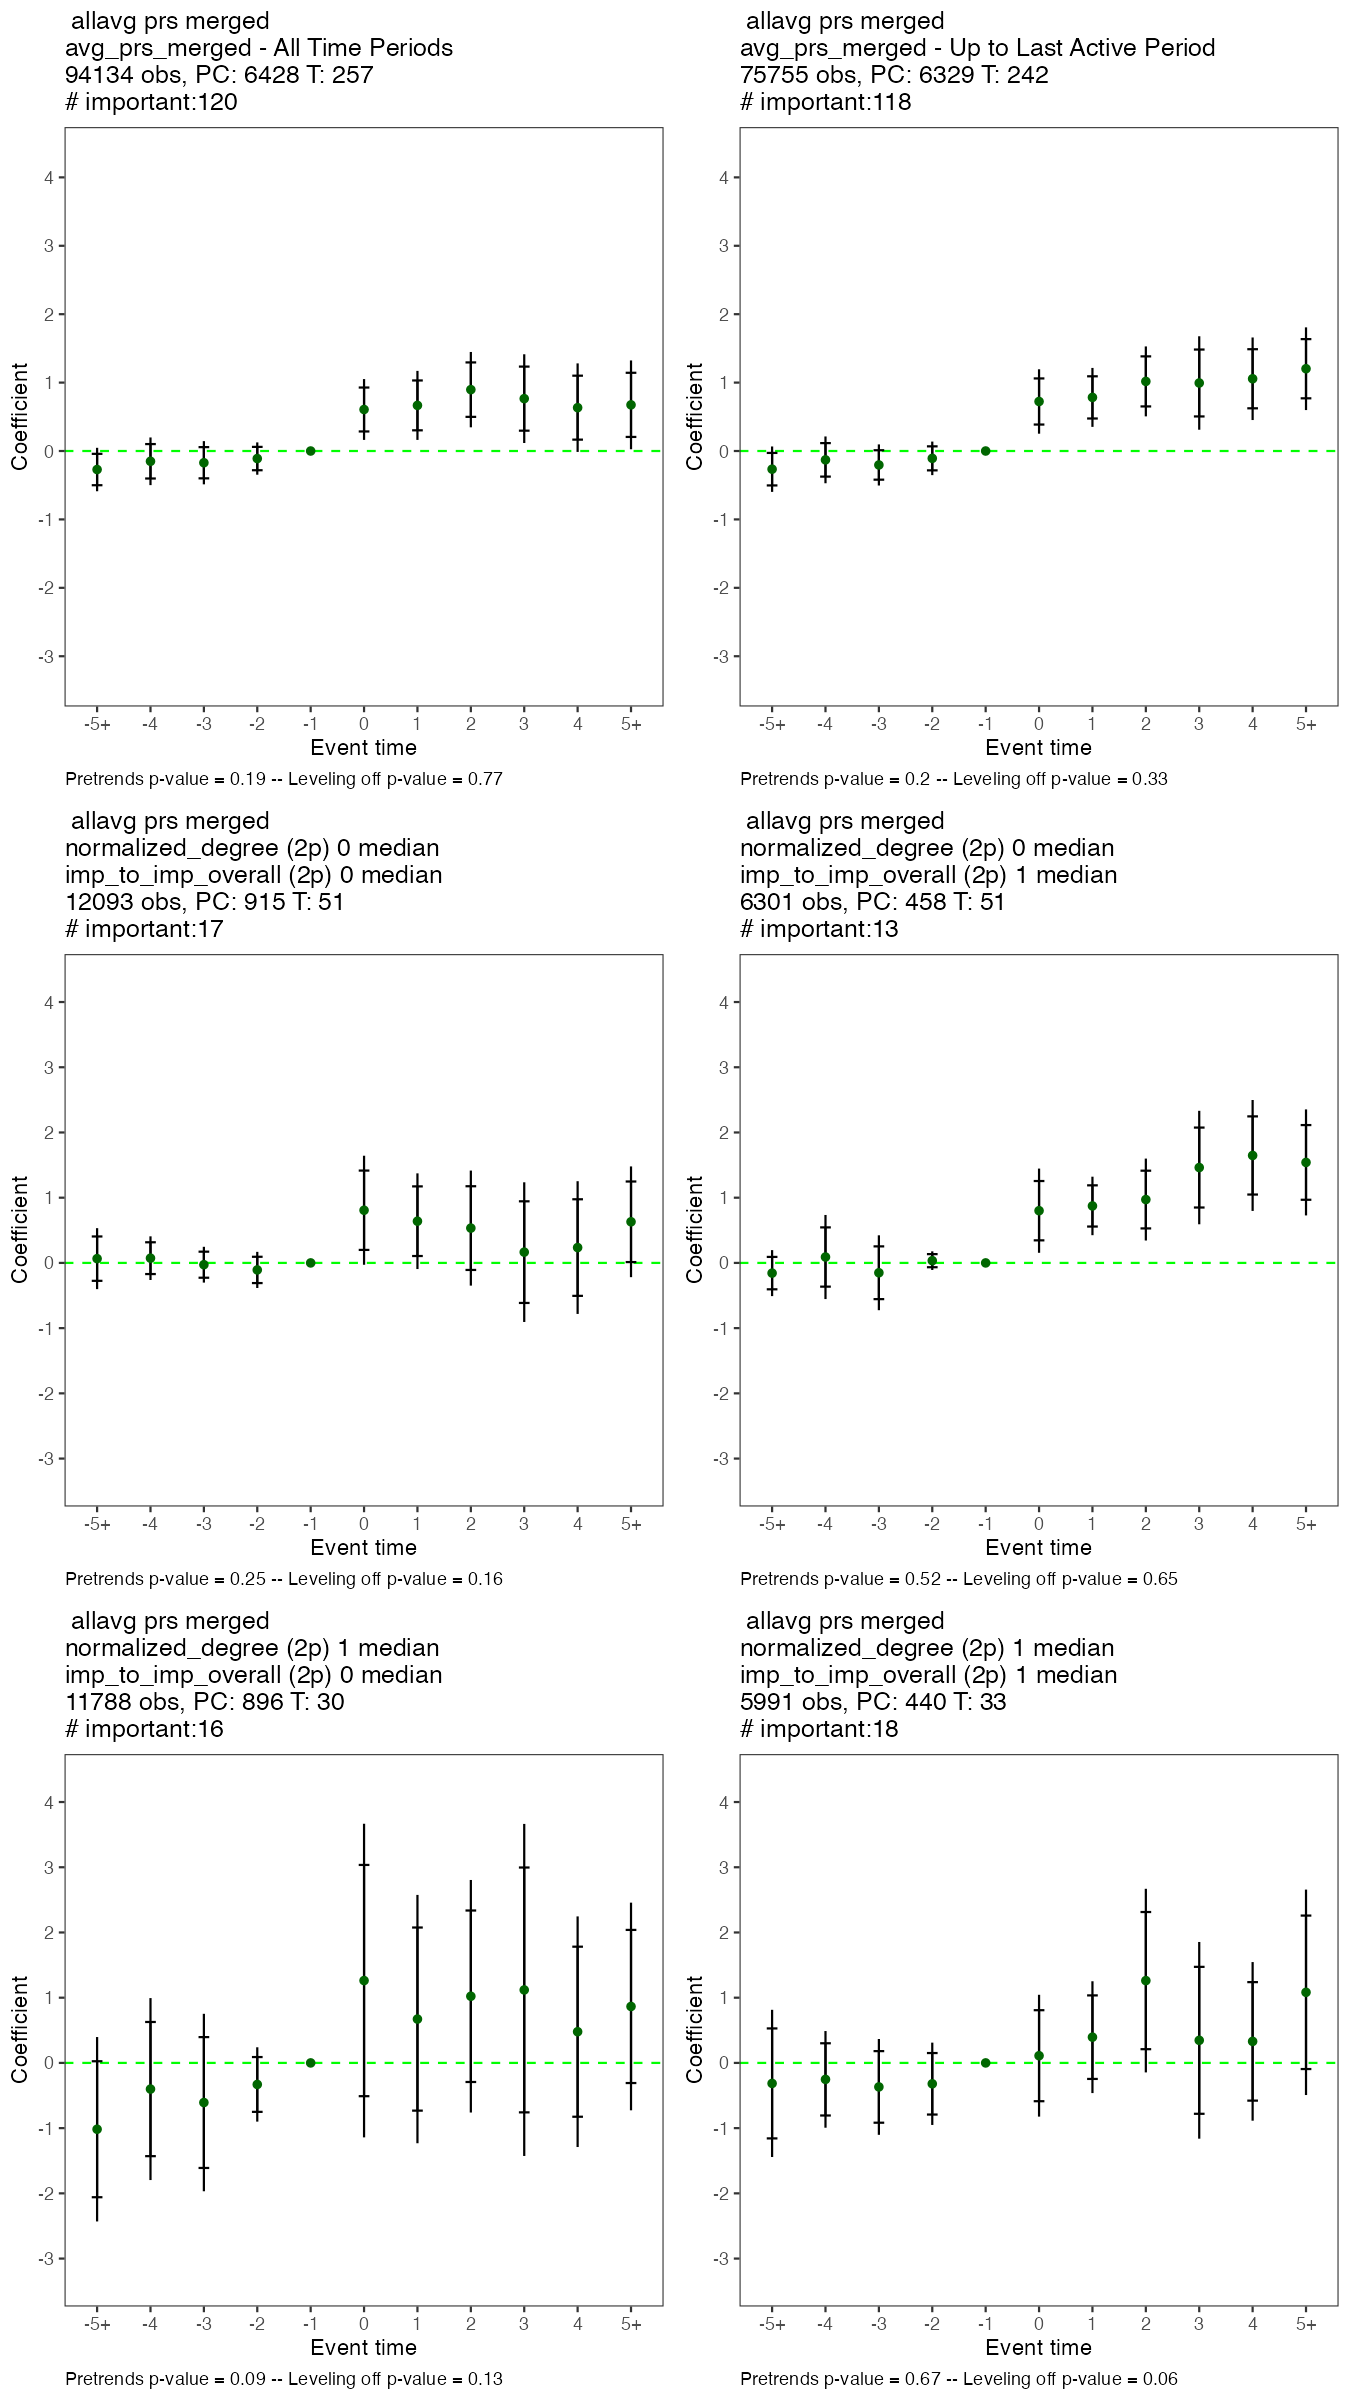 allavg prs merged
avg_prs_merged - All Time Periods
94134 obs, PC: 6428 T: 257
# important:120
Coefficient
4
3
2
1
0
-1
-2
-3
-5+ -4 -3 -2 -1 0 1 2 3 4 5+
Event time
Pretrends p-value = 0.19 -- Leveling off p-value = 0.77
allavg prs merged
avg_prs_merged - Up to Last Active Period
75755 obs, PC: 6329 T: 242
# important:118
Coefficient
4
3
2
1
0
-1
-2
-3
-5+ -4 -3 -2 -1 0 1 2 3 4 5+
Event time
Pretrends p-value = 0.2 -- Leveling off p-value = 0.33
allavg prs merged
normalized_degree (2p) 0 median
imp_to_imp_overall (2p) 0 median
12093 obs, PC: 915 T: 51
# important:17
Coefficient
4
3
2
1
0
-1
-2
-3
-5+ -4 -3 -2 -1 0 1 2 3 4 5+
Event time
Pretrends p-value = 0.25 -- Leveling off p-value = 0.16
allavg prs merged
normalized_degree (2p) 0 median
imp_to_imp_overall (2p) 1 median
6301 obs, PC: 458 T: 51
# important:13
Coefficient
4
3
2
1
0
-1
-2
-3
-5+ -4 -3 -2 -1 0 1 2 3 4 5+
Event time
Pretrends p-value = 0.52 -- Leveling off p-value = 0.65
allavg prs merged
normalized_degree (2p) 1 median
imp_to_imp_overall (2p) 0 median
11788 obs, PC: 896 T: 30
# important:16
Coefficient
4
3
2
1
0
-1
-2
-3
-5+ -4 -3 -2 -1 0 1 2 3 4 5+
Event time
Pretrends p-value = 0.09 -- Leveling off p-value = 0.13
allavg prs merged
normalized_degree (2p) 1 median
imp_to_imp_overall (2p) 1 median
5991 obs, PC: 440 T: 33
# important:18
Coefficient
4
3
2
1
0
-1
-2
-3
-5+ -4 -3 -2 -1 0 1 2 3 4 5+
Event time
Pretrends p-value = 0.67 -- Leveling off p-value = 0.06